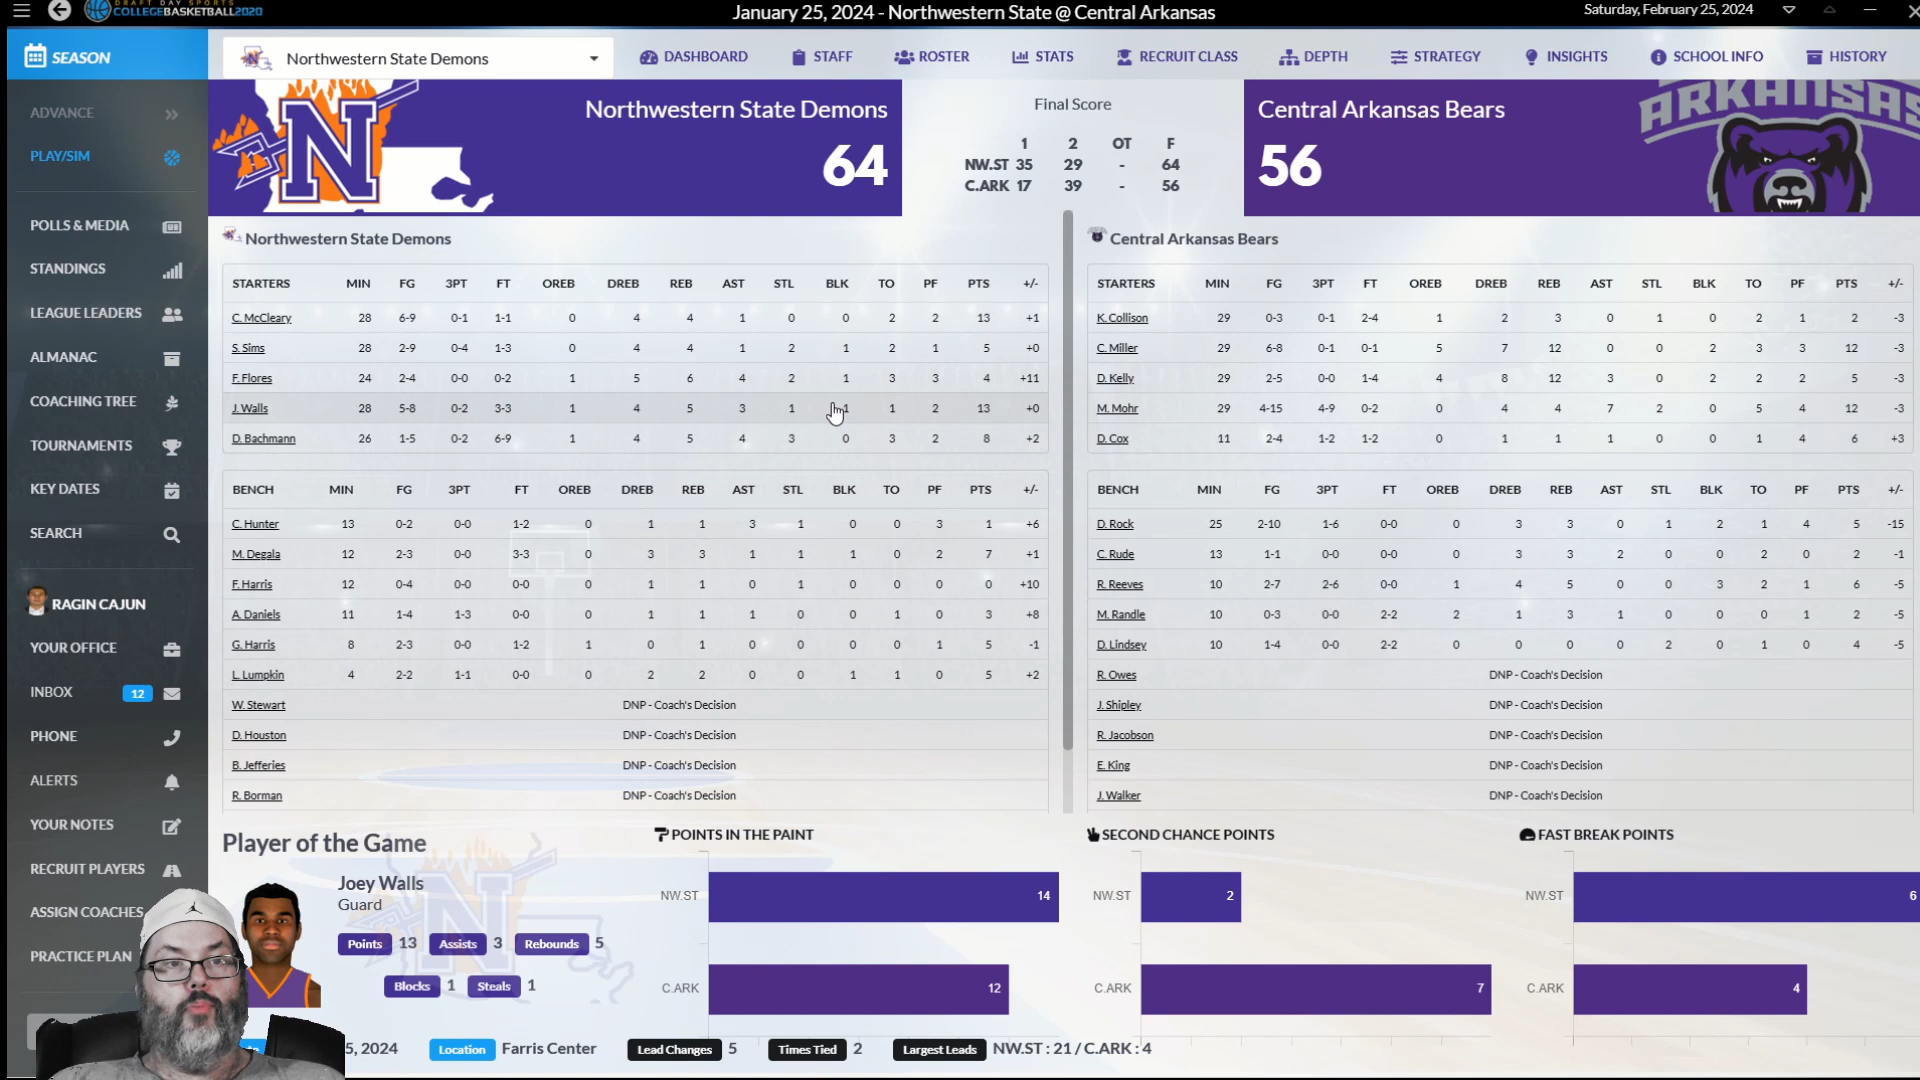 DRAFT DAY SPORTS
COLLEGE BASKETBALL 2020
January 25, 2024 - Northwestern State @ Central Arkansas
Saturday, February 25, 2024
SEASON
Northwestern State Demons
DASHBOARD STAFF ROSTER STATS RECRUIT CLASS DEPTH STRATEGY INSIGHTS SCHOOL INFO HISTORY
ADVANCE
PLAY/SIM
POLLS & MEDIA
STANDINGS
LEAGUE LEADERS
ALMANAC
COACHING TREE
TOURNAMENTS
KEY DATES
SEARCH
RAGIN CAJUN
YOUR OFFICE
INBOX 12
PHONE
ALERTS
YOUR NOTES
RECRUIT PLAYERS
ASSIGN COACHES
PRACTICE PLAN
N
Northwestern State Demons
64
Final Score
1 2 OT F
NW.ST 35 29 - 64
C.ARK 17 39 - 56
Central Arkansas Bears
56
ARKANSAS
Northwestern State Demons
STARTERS MIN FG 3PT FT OREB DREB REB AST STL BLK TO PF PTS +/-
C. McCleary 28 6-9 0-1 1-1 0 4 4 1 0 0 2 2 13 +1
S. Sims 28 2-9 0-4 1-3 0 4 4 1 2 1 2 1 5 +0
F. Flores 24 2-4 0-0 0-2 1 5 6 4 2 1 3 3 4 +11
J. Walls 28 5-8 0-2 3-3 1 4 5 3 1 1 1 2 13 +0
D. Bachmann 26 1-5 0-2 6-9 1 4 5 4 3 0 3 2 8 +2
BENCH MIN FG 3PT FT OREB DREB REB AST STL BLK TO PF PTS +/-
C. Hunter 13 0-2 0-0 1-2 0 1 1 3 1 0 0 3 1 +6
M. Degala 12 2-3 0-0 3-3 0 3 3 1 1 1 0 2 7 +1
F. Harris 12 0-4 0-0 0-0 0 1 1 0 1 0 0 0 0 +10
A. Daniels 11 1-4 1-3 0-0 0 1 1 1 0 0 1 0 3 +8
G. Harris 8 2-3 0-0 1-2 1 0 1 0 0 0 0 1 5 -1
L. Lumpkin 4 2-2 1-1 0-0 0 2 2 0 0 1 1 0 5 +2
W. Stewart DNP - Coach's Decision
D. Houston DNP - Coach's Decision
B. Jefferies DNP - Coach's Decision
R. Borman DNP - Coach's Decision
Central Arkansas Bears
STARTERS MIN FG 3PT FT OREB DREB REB AST STL BLK TO PF PTS +/-
K. Collison 29 0-3 0-1 2-4 1 2 3 0 1 0 2 1 2 -3
C. Miller 29 6-8 0-1 0-1 5 7 12 0 0 2 3 3 12 -3
D. Kelly 29 2-5 0-0 1-4 4 8 12 3 0 2 2 2 5 -3
M. Mohr 29 4-15 4-9 0-2 0 4 4 7 2 0 5 4 12 -3
D. Cox 11 2-4 1-2 1-2 0 1 1 1 0 0 1 4 6 +3
BENCH MIN FG 3PT FT OREB DREB REB AST STL BLK TO PF PTS +/-
D. Rock 25 2-10 1-6 0-0 0 3 3 0 1 2 1 4 5 -15
C. Rude 13 1-1 0-0 0-0 0 3 3 2 0 0 2 0 2 -1
R. Reeves 10 2-7 2-6 0-0 1 4 5 0 0 3 2 1 6 -5
M. Randle 10 0-3 0-0 2-2 2 1 3 1 0 0 0 1 2 -5
D. Lindsey 10 1-4 0-0 2-2 0 0 0 0 2 0 1 0 4 -5
R. Owes DNP - Coach's Decision
J. Shipley DNP - Coach's Decision
R. Jacobson DNP - Coach's Decision
E. King DNP - Coach's Decision
J. Walker DNP - Coach's Decision
Player of the Game
Joey Walls
Guard
Points 13 Assists 3 Rebounds 5
Blocks 1 Steals 1
POINTS IN THE PAINT
NW.ST 14
C.ARK 12
SECOND CHANCE POINTS
NW.ST 2
C.ARK 7
FAST BREAK POINTS
NW.ST 6
C.ARK 4
5, 2024 Location Farris Center Lead Changes 5 Times Tied 2 Largest Leads NW.ST : 21 / C.ARK : 4